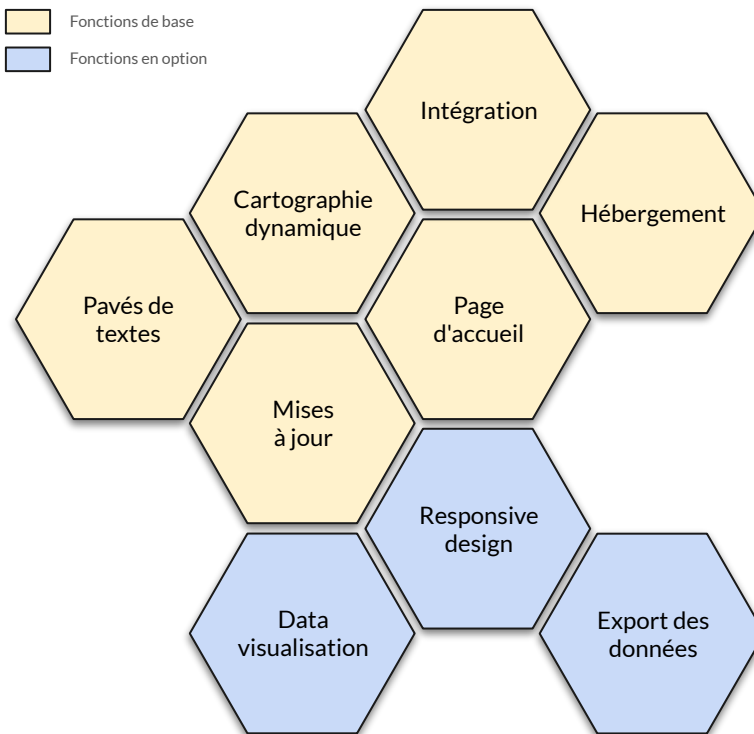 Fonctions de base
Fonctions en option
Intégration
Cartographie
dynamique
Hébergement
Pavés de
textes
Page
d'accueil
Mises
à jour
Responsive
design
Data
visualisation
Export des
données